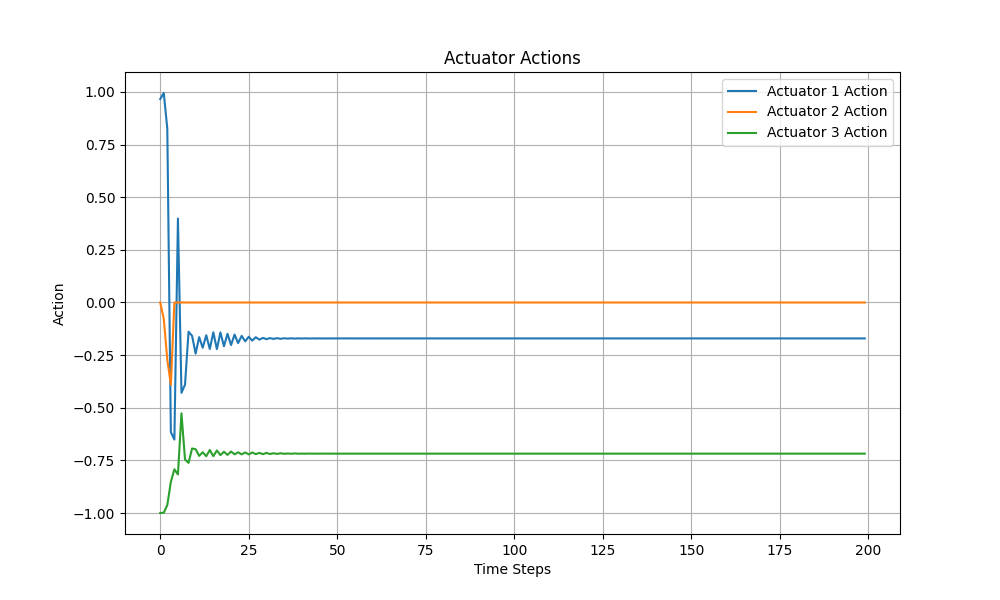 Actuator Actions
Actuator 1 Action
Actuator 2 Action
Actuator 3 Action
1.00
0.75
0.50
0.25
0.00
−0.25
−0.50
−0.75
−1.00
Action
0 25 50 75 100 125 150 175 200
Time Steps